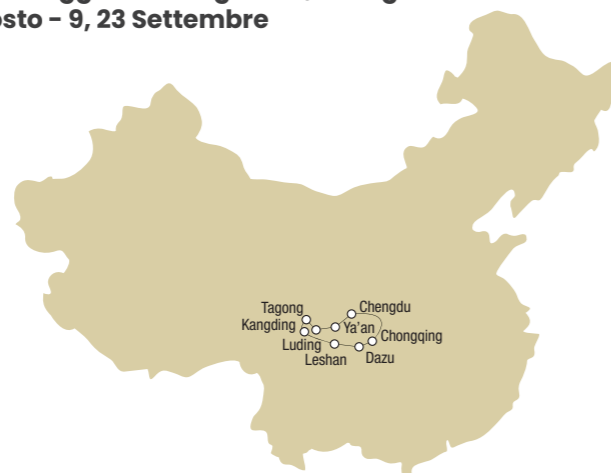 osto - 9, 23 Settembre
Tagong
Chengdu
Kangding
Ya'an
Chongqing
Luding
Leshan
Dazu